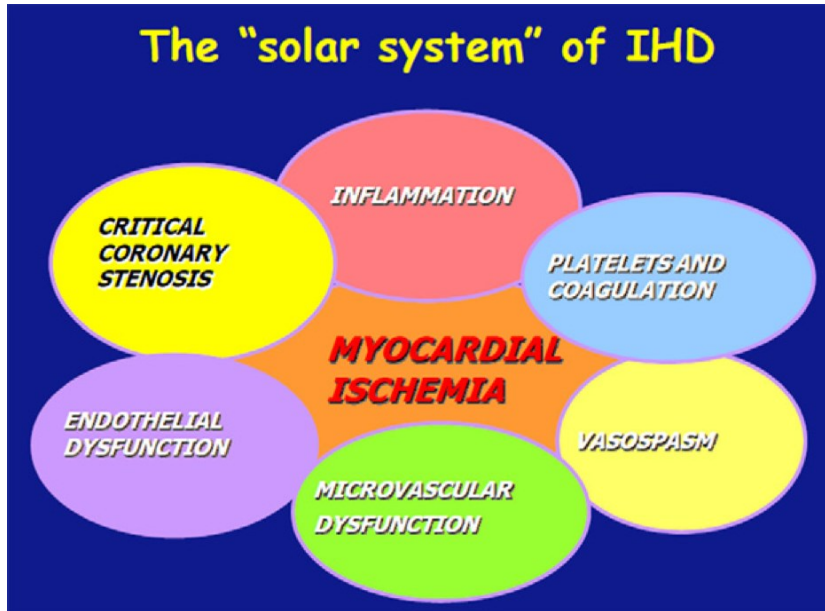 The “solar system” of IHD
INFLAMMATION
CRITICAL
CORONARY
STENOSIS
PLATELETS AND
COAGULATION
MYOCARDIAL
ISCHEMIA
ENDOTHELIAL
DYSFUNCTION
VASOSPASM
MICROVASCULAR
DYSFUNCTION